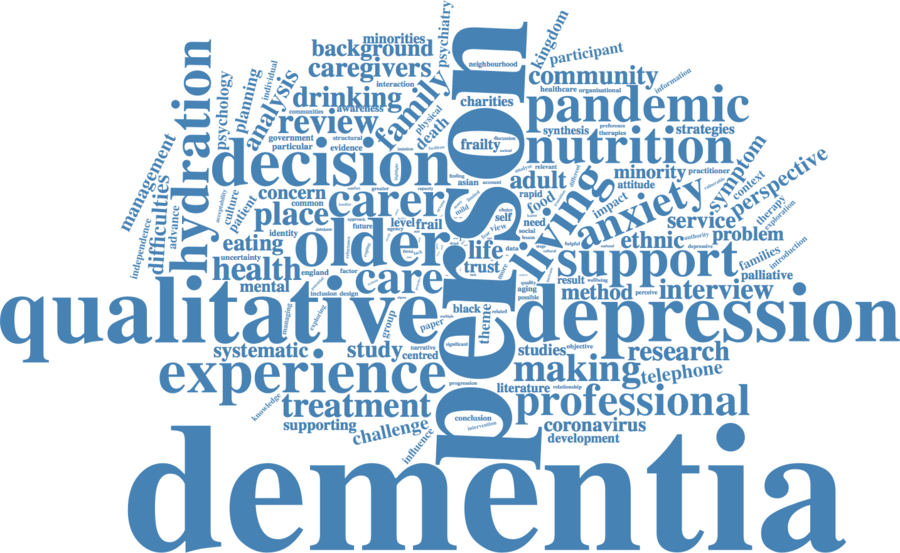 minorities
psychiatry
kingdom
background
participant
caregivers
interaction
neighbourhood
community
information
healthcare
organisational
person
hydration
psychology
planning
individual
analysis
drinking
awareness
communities
family
physical
charities
pandemic
review
death
government
structural
particular
evidence
frailty
synthesis
preference
therapies
strategies
nutrition
management
decision
asian
account
adult
rapid
relevant
minority
practitioner
attitude
symptom
context
perspective
independence
difficulties
advance
acceptability
culture
patient
concern
common
greater
capacity
carer
place
identity
future
level
frail
mild
self
view
need
social
food
different
impact
living
anxiety
vulnerable
service
therapy
exploration
eating
uncertainty
older
life
data
trust
helpful
ethnic
authority
depressive
problem
families
introduction
health
england
factor
care
support
palliative
mental
inclusion
design
more
quality
aging
possible
result
wellbeing
method
perceive
interview
qualitative
managing
exploring
group
paper
black
theme
related
significant
depression
systematic
study
narrative
centred
studies
objective
research
experience
progression
making
telephone
knowledge
treatment
literature
relationship
professional
supporting
challenge
influence
conclusion
intervention
coronavirus
development
dementia